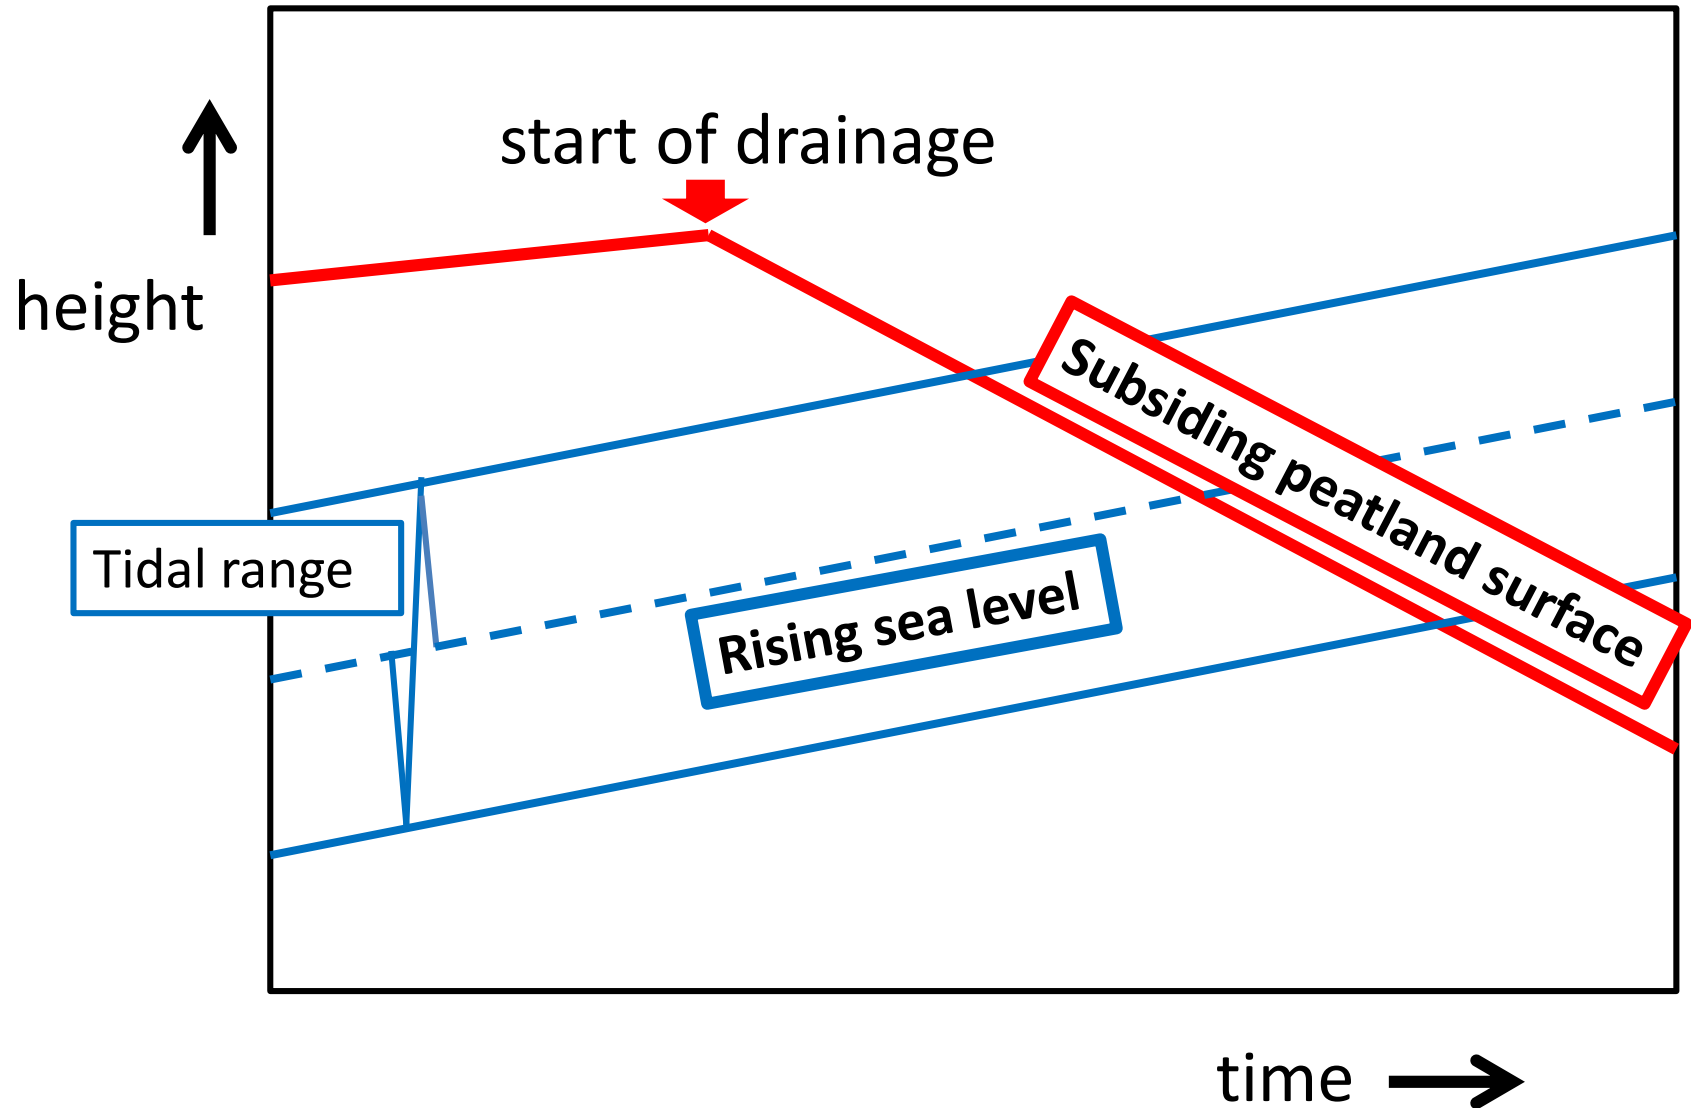 start of drainage
height
Subsiding peatland surface
Tidal range
Rising sea level
time